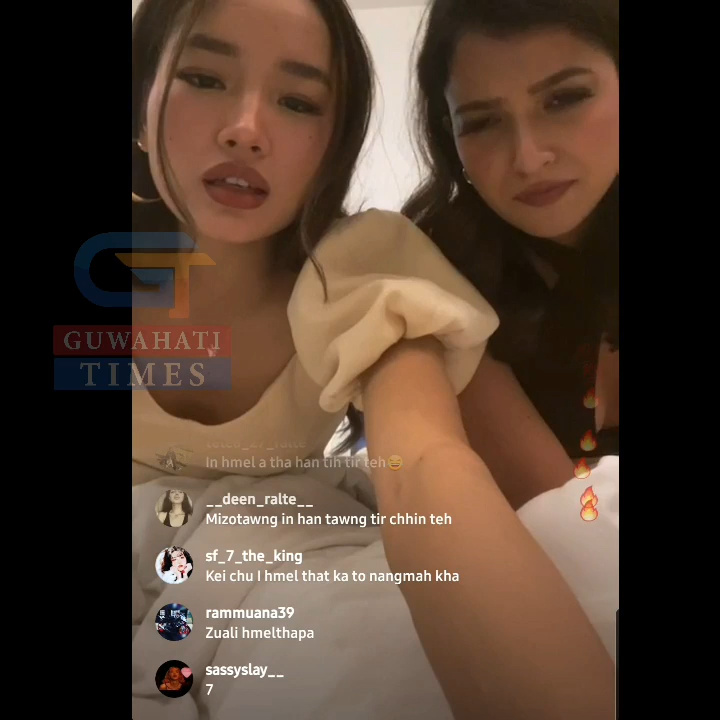 GUWAHATI
TIMES
In hmel a tha han tih tir teh😂
__deen_ralte__
Mizotawng in han tawng tir chhin teh
sf_7_the_king
Kei chu I hmel that ka to nangmah kha
rammuana39
Zuali hmelthapa
sassyslay__
7